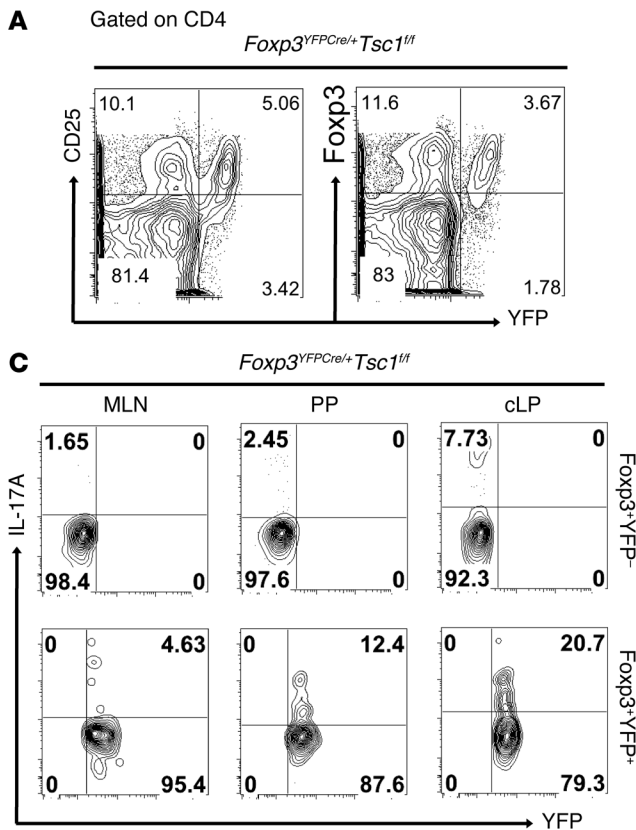 A
Gated on CD4
Foxp3YFPCre/+Tsc1f/f
CD25
10.1
5.06
81.4
3.42
Foxp3
11.6
3.67
83
1.78
YFP
C
Foxp3YFPCre/+Tsc1f/f
MLN
PP
cLP
IL-17A
1.65
0
98.4
0
2.45
0
97.6
0
7.73
0
92.3
0
Foxp3+YFP−
0
4.63
0
95.4
0
12.4
0
87.6
0
20.7
0
79.3
Foxp3+YFP+
YFP